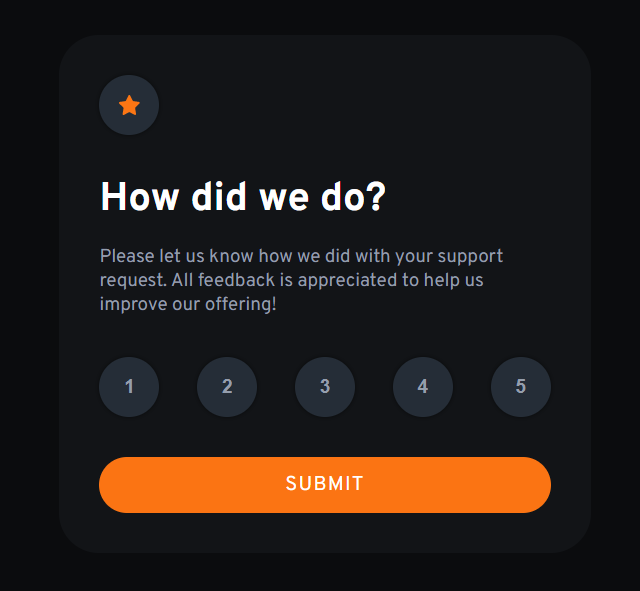 How did we do?
Please let us know how we did with your support
request. All feedback is appreciated to help us
improve our offering!
1 2 3 4 5
SUBMIT